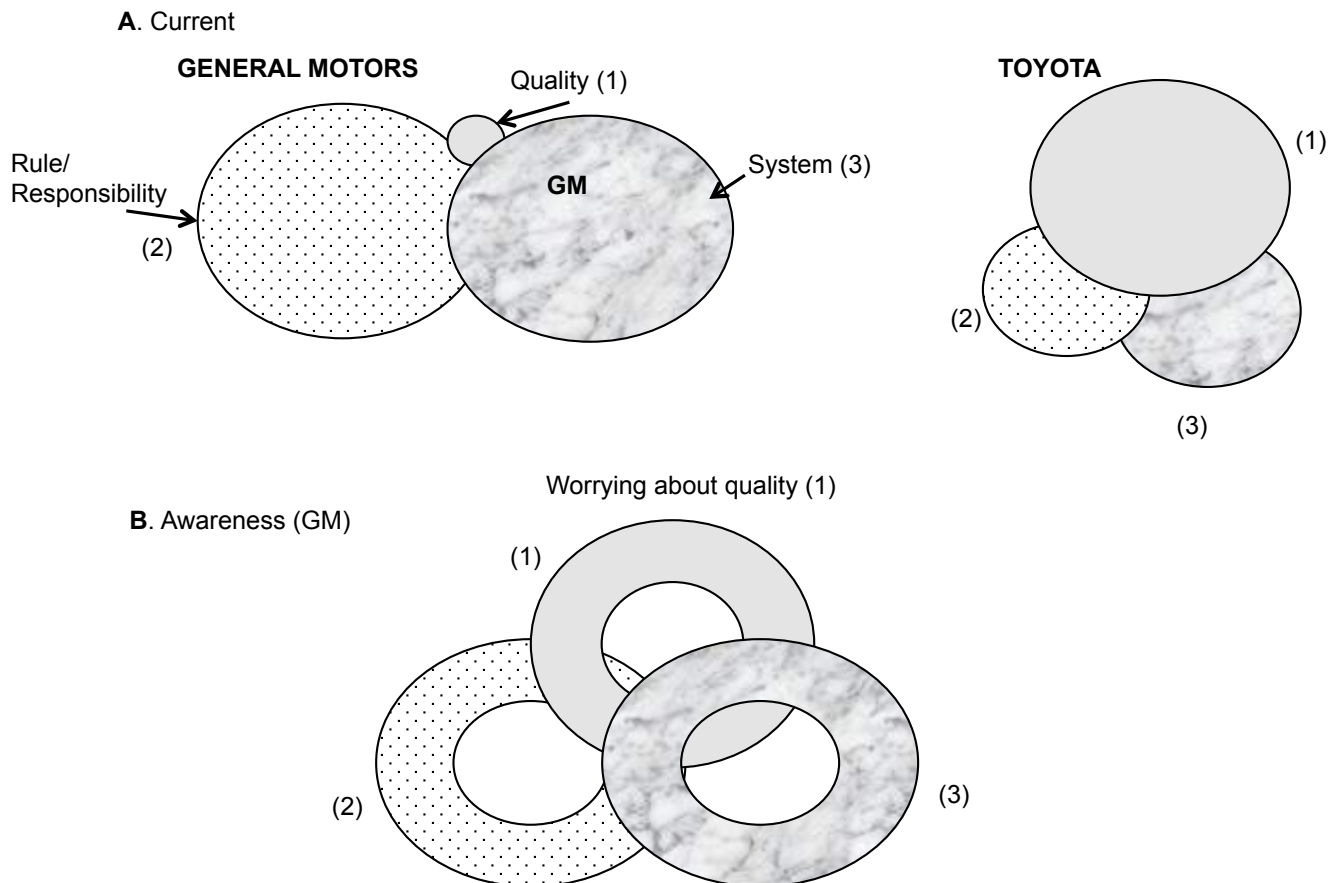 A. Current
GENERAL MOTORS
Quality (1)
Rule/
Responsibility
(2)
GM
System (3)
TOYOTA
(1)
(2)
(3)
Worrying about quality (1)
B. Awareness (GM)
(1)
(2)
(3)